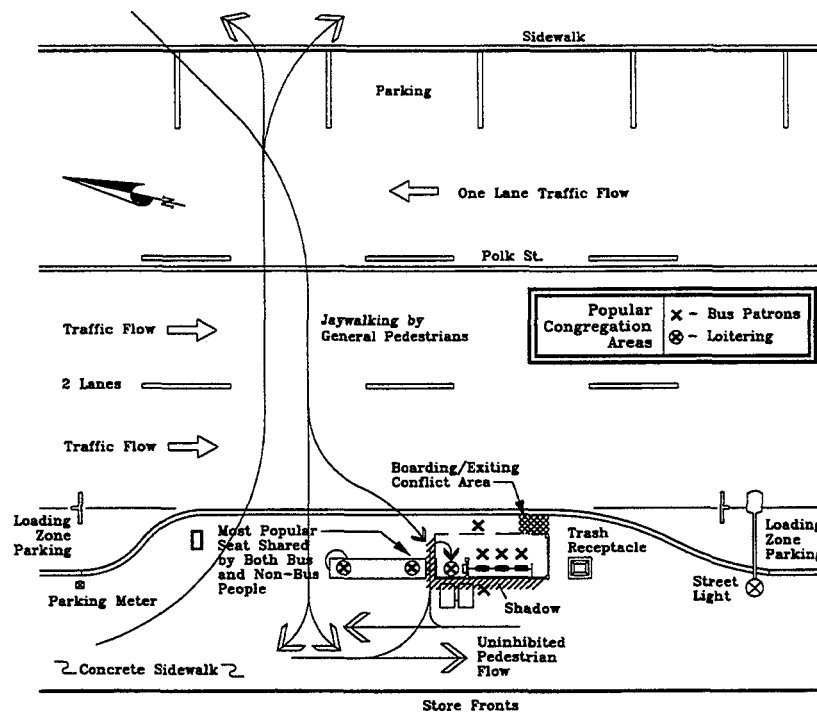 Sidewalk
Parking
N
One Lane Traffic Flow
Polk St.
Traffic Flow
Jaywalking by
General Pedestrians
Popular
Congregation
Areas
X - Bus Patrons
⊗ - Loitering
2 Lanes
Traffic Flow
Boarding/Exiting
Conflict Area
Loading
Zone
Parking
Most Popular
Seat Shared
by Both Bus
and Non-Bus
People
Trash
Receptacle
Loading
Zone
Parking
Parking Meter
Shadow
Street
Light
Concrete Sidewalk
Uninhibited
Pedestrian
Flow
Store Fronts